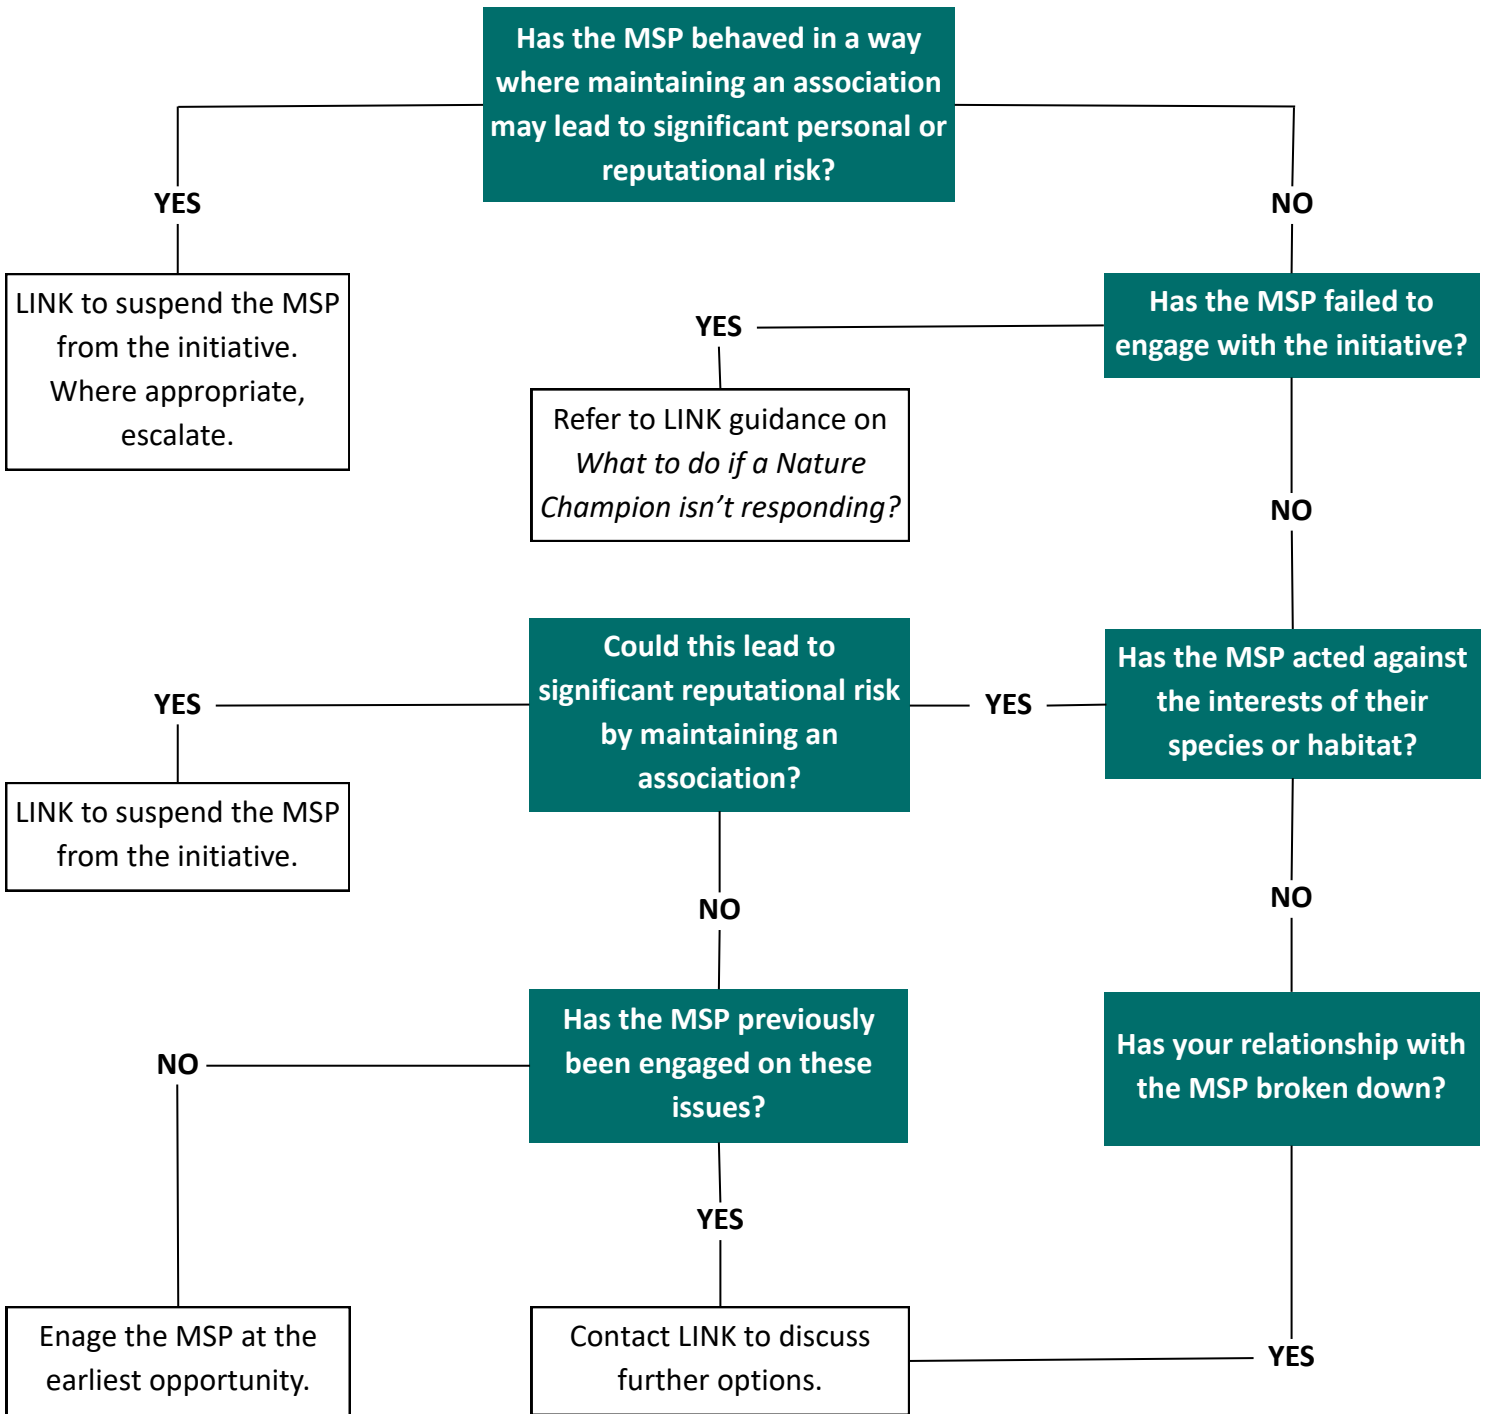 Has the MSP behaved in a way
where maintaining an association
may lead to significant personal or
reputational risk?
YES
NO
LINK to suspend the MSP
from the initiative.
Where appropriate,
escalate.
Has the MSP failed to
engage with the initiative?
YES
Refer to LINK guidance on
What to do if a Nature
Champion isn’t responding?
NO
Has the MSP acted against
the interests of their
species or habitat?
YES
Could this lead to
significant reputational risk
by maintaining an
association?
YES
LINK to suspend the MSP
from the initiative.
NO
NO
Has the MSP previously
been engaged on these
issues?
Has your relationship with
the MSP broken down?
NO
YES
YES
Enage the MSP at the
earliest opportunity.
Contact LINK to discuss
further options.